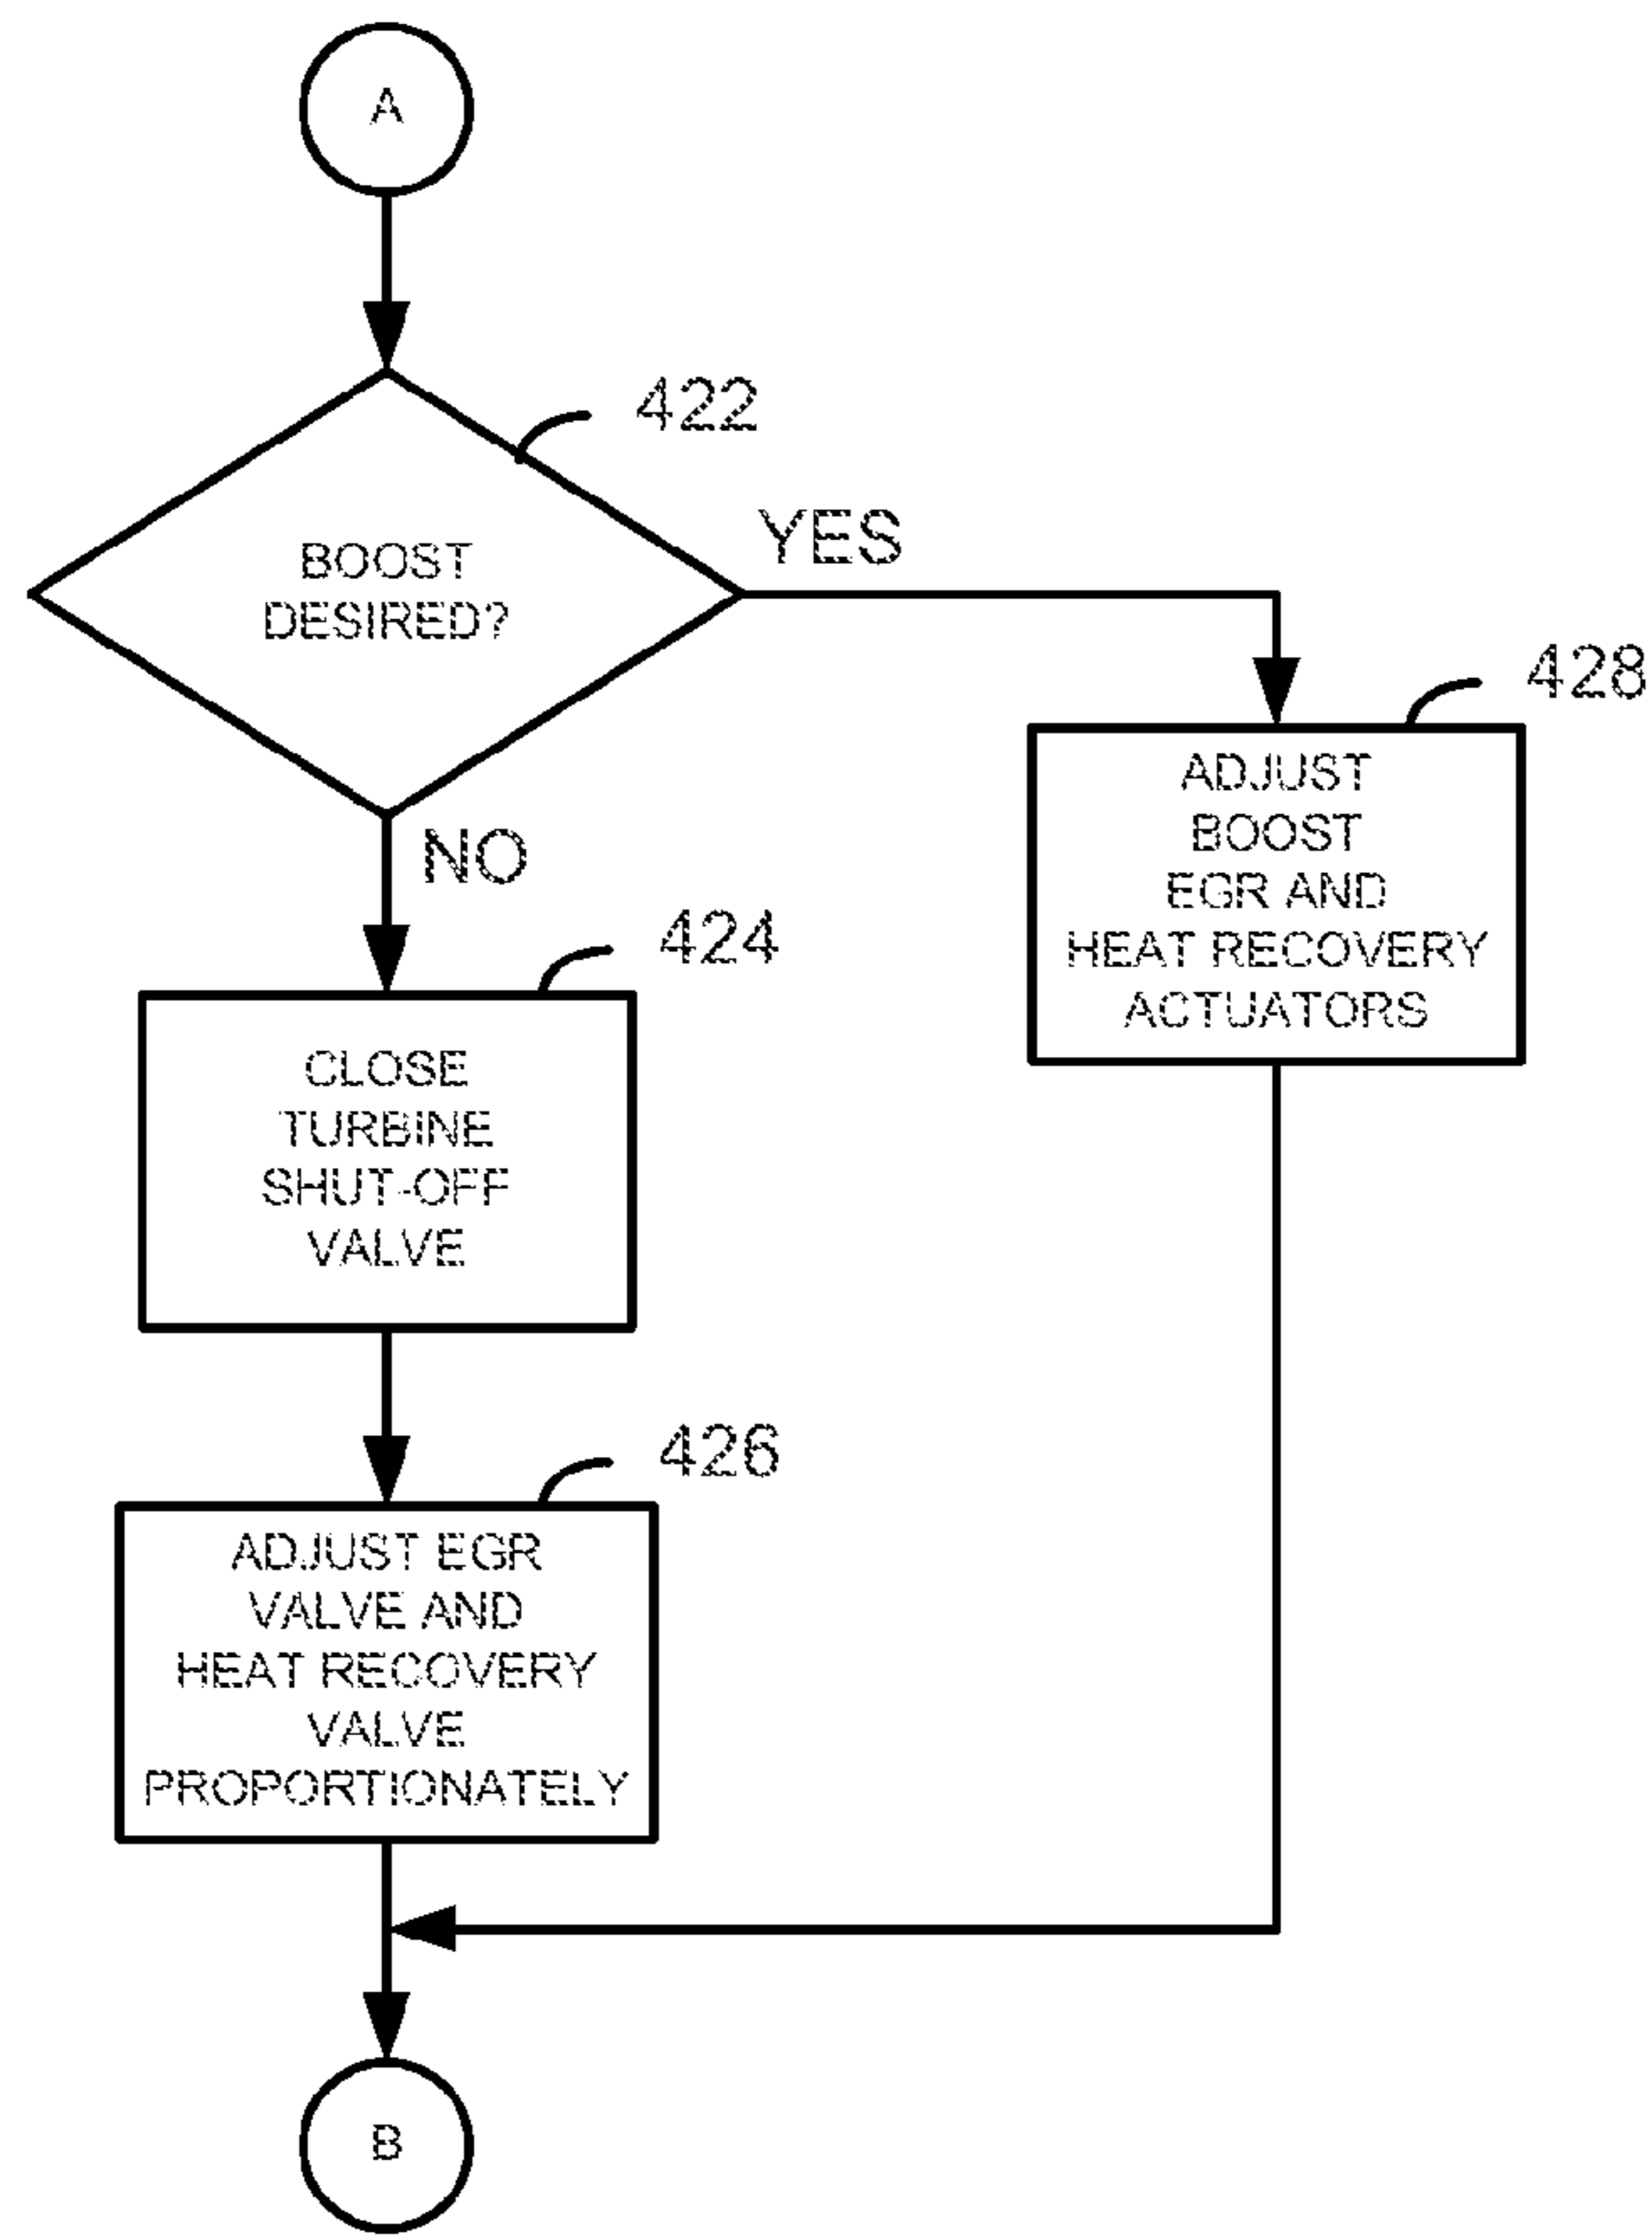 A
422
BOOST
DESIRED?
YES
NO
428
ADJUST
BOOST
EGR AND
HEAT RECOVERY
ACTUATORS
424
CLOSE
TURBINE
SHUT-OFF
VALVE
426
ADJUST EGR
VALVE AND
HEAT RECOVERY
VALVE
PROPORTIONATELY
B